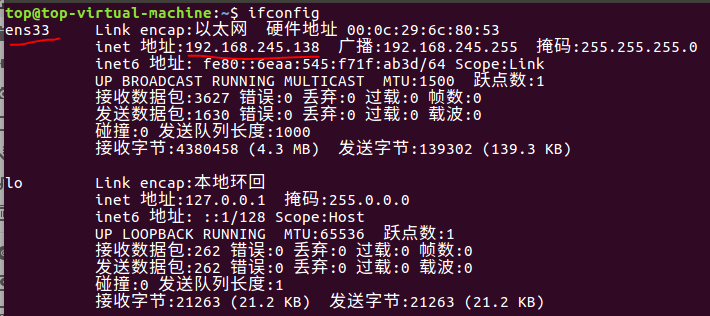 top@top-virtual-machine:~$ ifconfig
ens33 Link encap:以太网 硬件地址 00:0c:29:6c:80:53
inet 地址:192.168.245.138 广播:192.168.245.255 掩码:255.255.255.0
inet6 地址: fe80::6eaa:545:f71f:ab3d/64 Scope:Link
UP BROADCAST RUNNING MULTICAST MTU:1500 跃点数:1
接收数据包:3627 错误:0 丢弃:0 过载:0 帧数:0
发送数据包:1630 错误:0 丢弃:0 过载:0 载波:0
碰撞:0 发送队列长度:1000
接收字节:4380458 (4.3 MB) 发送字节:139302 (139.3 KB)
lo Link encap:本地环回
inet 地址:127.0.0.1 掩码:255.0.0.0
inet6 地址: ::1/128 Scope:Host
UP LOOPBACK RUNNING MTU:65536 跃点数:1
接收数据包:262 错误:0 丢弃:0 过载:0 帧数:0
发送数据包:262 错误:0 丢弃:0 过载:0 载波:0
碰撞:0 发送队列长度:1
接收字节:21263 (21.2 KB) 发送字节:21263 (21.2 KB)